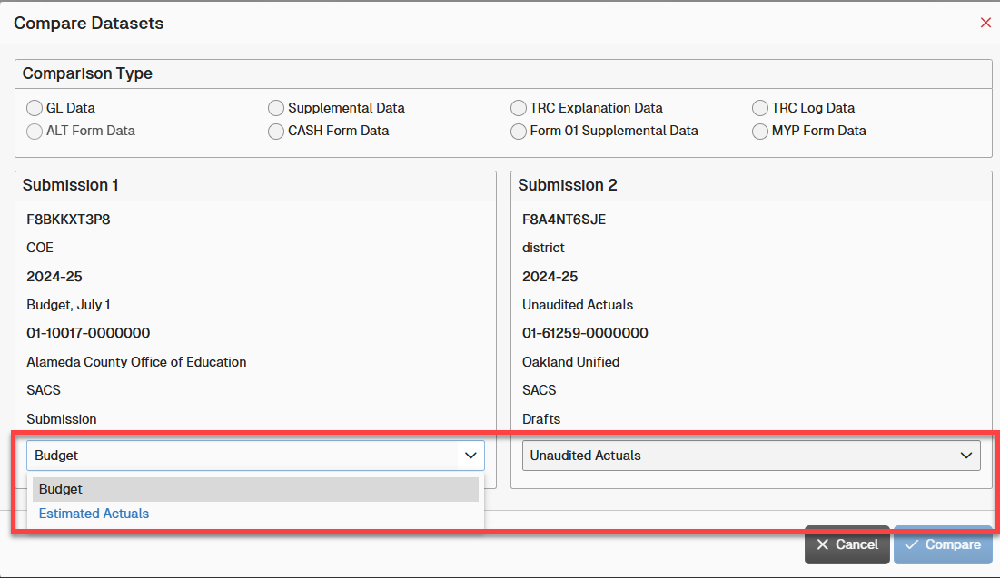 Compare Datasets
Comparison Type
GL Data
Supplemental Data
TRC Explanation Data
TRC Log Data
ALT Form Data
CASH Form Data
Form 01 Supplemental Data
MYP Form Data
Submission 1
F8BKKXT3P8
COE
2024-25
Budget, July 1
01-10017-0000000
Alameda County Office of Education
SACS
Submission
Budget
Budget
Estimated Actuals
Submission 2
F8A4NT6SJE
district
2024-25
Unaudited Actuals
01-61259-0000000
Oakland Unified
SACS
Drafts
Unaudited Actuals
Cancel
Compare